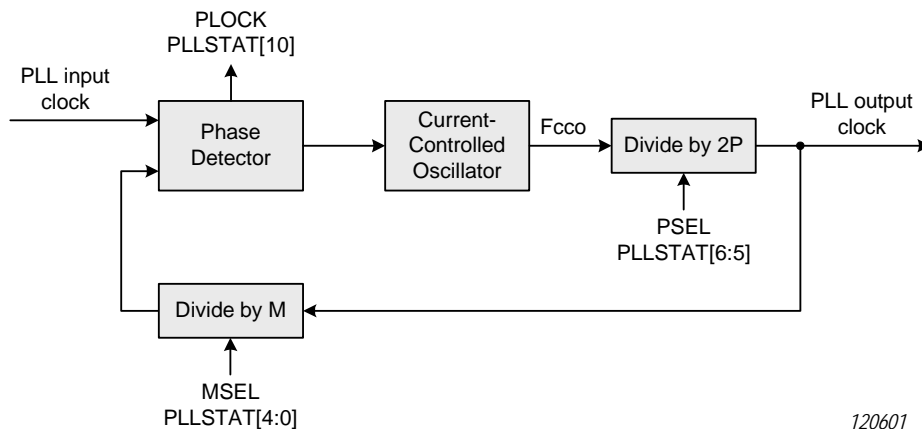 PLOCK
PLLSTAT[10]
PLL input
clock
Phase
Detector
Current-
Controlled
Oscillator
Fcco
Divide by 2P
PLL output
clock
PSEL
PLLSTAT[6:5]
Divide by M
MSEL
PLLSTAT[4:0]
120601